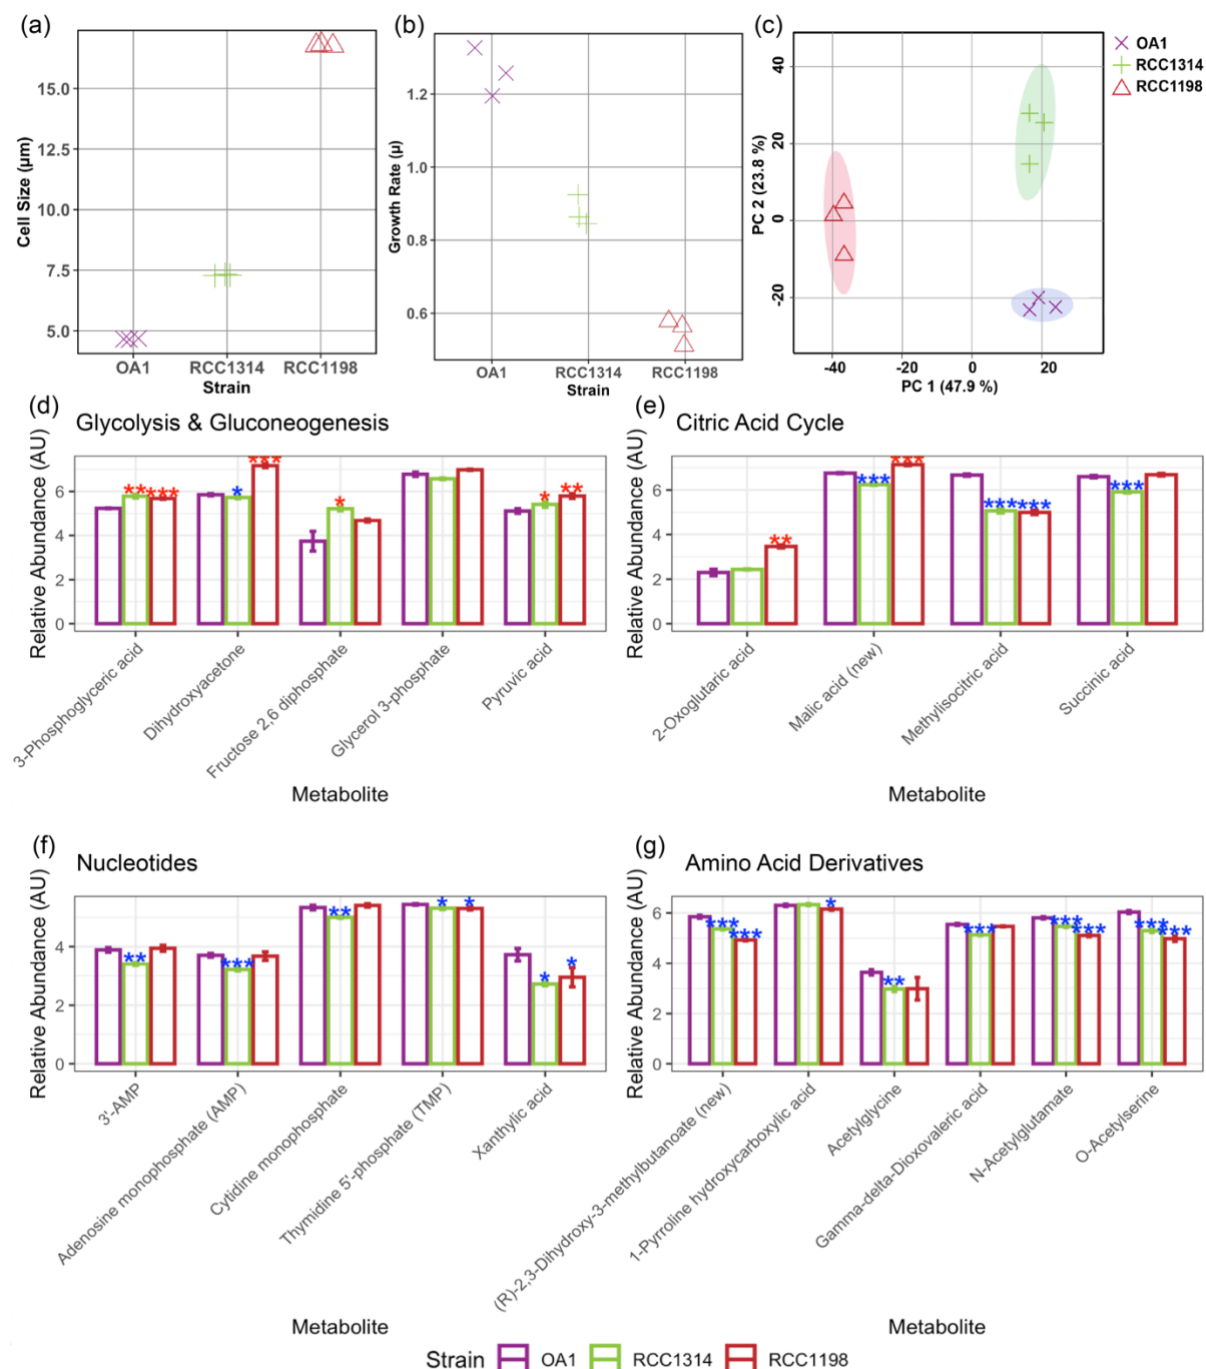 (a)
(b)
(c)
Cell Size (µm)
15.0
12.5
10.0
7.5
5.0
OA1
RCC1314
RCC1198
Strain
Growth Rate (µ)
1.2
1.0
0.8
0.6
OA1
RCC1314
RCC1198
Strain
PC 2 (23.8 %)
40
20
0
-20
-40
-20
0
20
PC 1 (47.9 %)
OA1
RCC1314
RCC1198
(d)
Glycolysis & Gluconeogenesis
Relative Abundance (AU)
6
4
2
0
** *** *** * * * **
3-Phosphoglyceric acid
Dihydroxyacetone
Fructose 2,6 diphosphate
Glycerol 3-phosphate
Pyruvic acid
Metabolite
(e)
Citric Acid Cycle
Relative Abundance (AU)
6
4
2
0
** *** *** *** *** ***
2-Oxoglutaric acid
Malic acid (new)
Methylisocitric acid
Succinic acid
Metabolite
(f)
Nucleotides
Relative Abundance (AU)
4
2
0
** *** ** * * * *
3'-AMP
Adenosine monophosphate (AMP)
Cytidine monophosphate
Thymidine 5'-phosphate (TMP)
Xanthylic acid
Metabolite
(g)
Amino Acid Derivatives
Relative Abundance (AU)
6
4
2
0
*** *** * ** *** *** *** *** ***
(R)-2,3-Dihydroxy-3-methylbutanoate (new)
1-Pyrroline hydroxycarboxylic acid
Acetylglycine
Gamma-delta-Dioxovaleric acid
N-Acetylglutamate
O-Acetylserine
Metabolite
Strain OA1 RCC1314 RCC1198